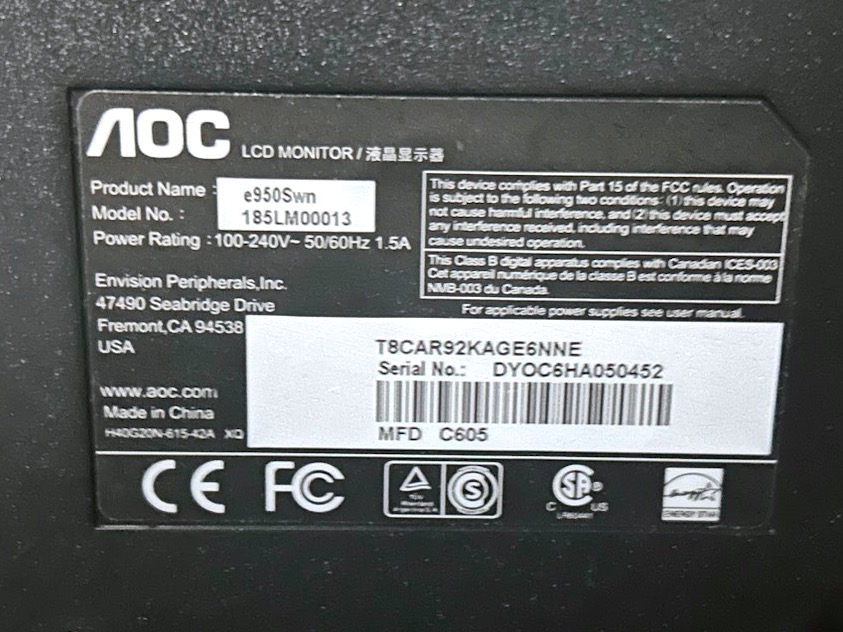 AOC LCD MONITOR / 液晶显示器
Product Name : e950Swn
Model No. : 185LM00013
Power Rating : 100-240V~ 50/60Hz 1.5A
This device complies with Part 15 of the FCC rules. Operation
is subject to the following two conditions: (1) this device may
not cause harmful interference, and (2) this device must accept
any interference received, including interference that may
cause undesired operation.
This Class B digital apparatus complies with Canadian ICES-003
Cet appareil numérique de la classe B est conforme à la norme
NMB-003 du Canada.
For applicable power supplies see user manual.
Envision Peripherals,Inc.
47490 Seabridge Drive
Fremont,CA 94538
USA
www.aoc.com
Made in China
H40G20N-615-42A XQ
T8CAR92KAGE6NNE
Serial No.: DYOC6HA050452
MFD C605
CE FC
TÜV
S
SA
C US
ENERGY STAR